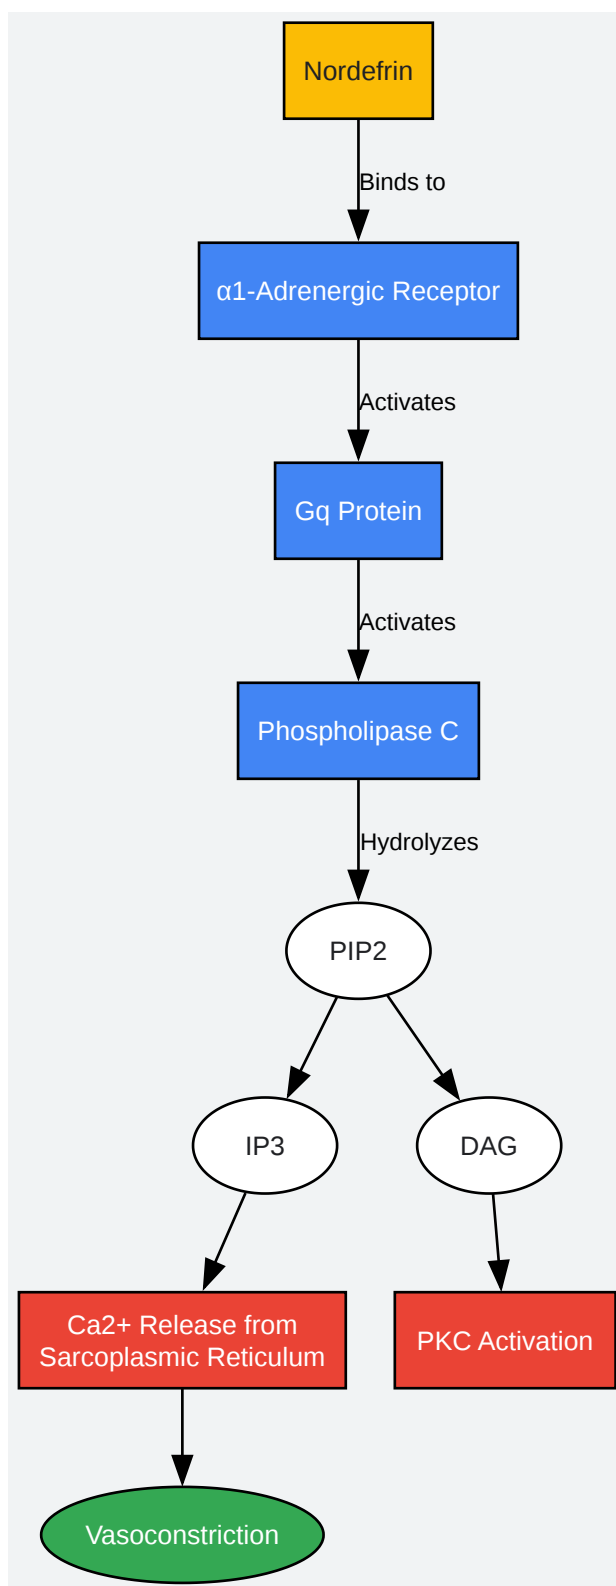 Nordefrin
Binds to
α1-Adrenergic Receptor
Activates
Gq Protein
Activates
Phospholipase C
Hydrolyzes
PIP2
IP3
DAG
Ca2+ Release from
Sarcoplasmic Reticulum
PKC Activation
Vasoconstriction